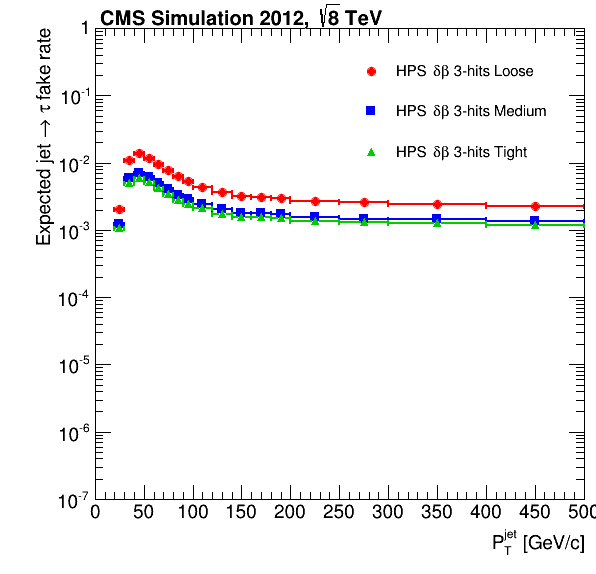 CMS Simulation 2012, √8 TeV
Expected jet → τ fake rate
HPS δβ 3-hits Loose
HPS δβ 3-hits Medium
HPS δβ 3-hits Tight
1
10^-1
10^-2
10^-3
10^-4
10^-5
10^-6
10^-7
0 50 100 150 200 250 300 350 400 450 500
P_T^jet [GeV/c]